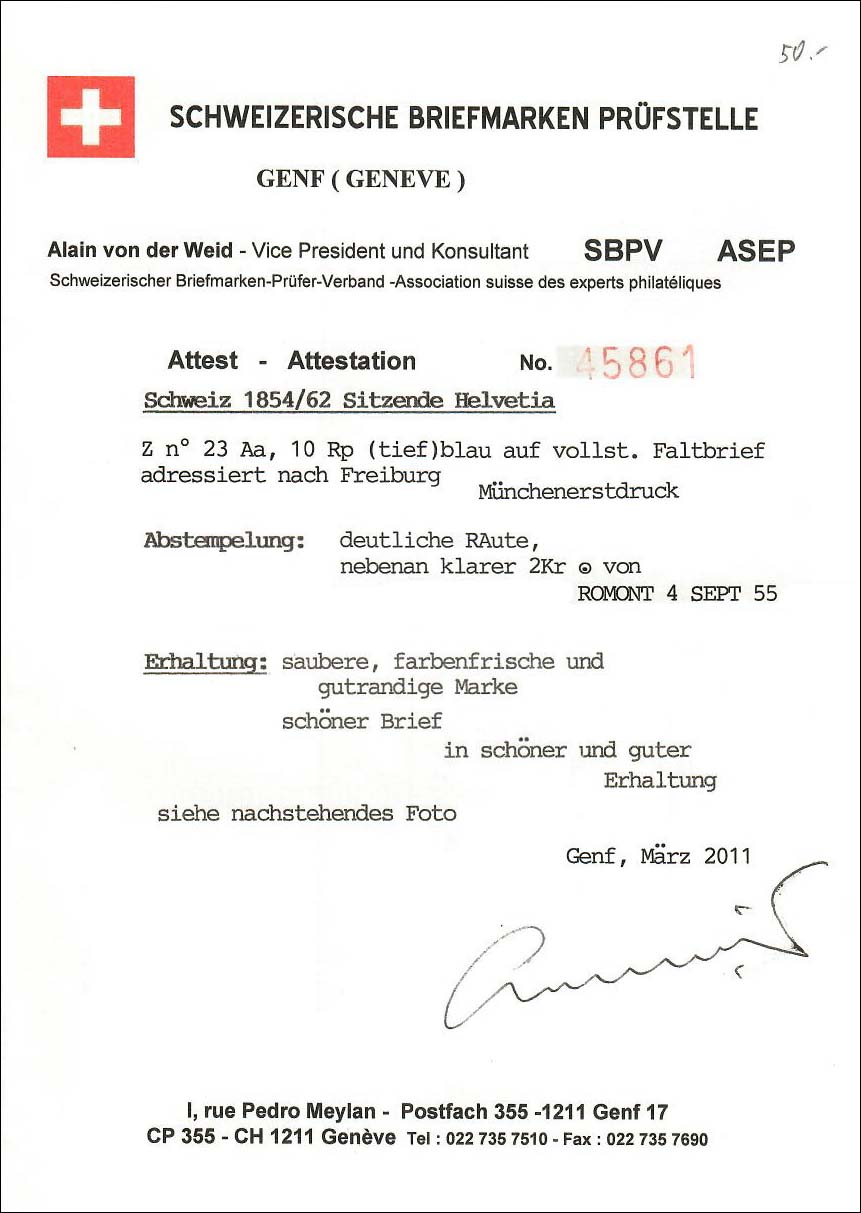 50.-
SCHWEIZERISCHE BRIEFMARKEN PRÜFSTELLE
GENF ( GENEVE )
Alain von der Weid - Vice President und Konsultant SBPV ASEP
Schweizerischer Briefmarken-Prüfer-Verband -Association suisse des experts philatéliques
Attest - Attestation No. 45861
Schweiz 1854/62 Sitzende Helvetia
Z n° 23 Aa, 10 Rp (tief)blau auf vollst. Faltbrief
adressiert nach Freiburg
Münchenerstdruck
Abstempelung: deutliche RAute,
nebenan klarer 2Kr ⊙ von
ROMONT 4 SEPT 55
Erhaltung: saubere, farbenfrische und
gutrandige Marke
schöner Brief
in schöner und guter
Erhaltung
siehe nachstehendes Foto
Genf, März 2011
I, rue Pedro Meylan - Postfach 355 -1211 Genf 17
CP 355 - CH 1211 Genève Tel : 022 735 7510 - Fax : 022 735 7690